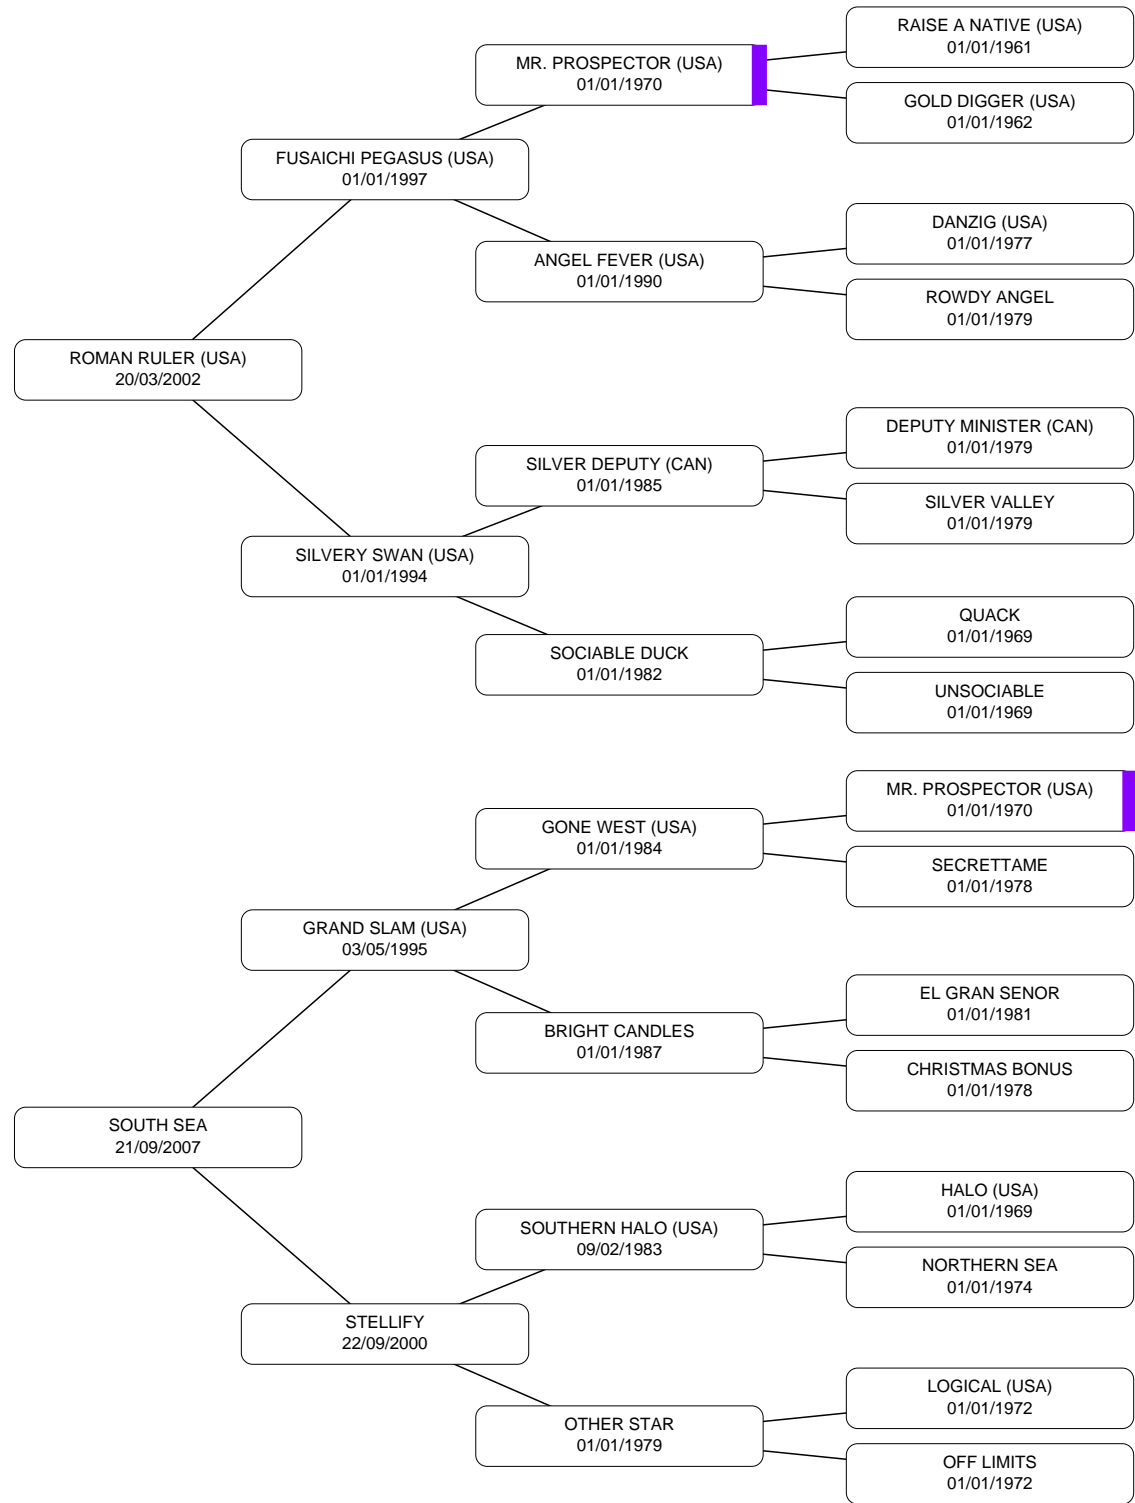 RAISE A NATIVE (USA)
01/01/1961
MR. PROSPECTOR (USA)
01/01/1970
GOLD DIGGER (USA)
01/01/1962
FUSAICHI PEGASUS (USA)
01/01/1997
DANZIG (USA)
01/01/1977
ANGEL FEVER (USA)
01/01/1990
ROWDY ANGEL
01/01/1979
ROMAN RULER (USA)
20/03/2002
DEPUTY MINISTER (CAN)
01/01/1979
SILVER DEPUTY (CAN)
01/01/1985
SILVER VALLEY
01/01/1979
SILVERY SWAN (USA)
01/01/1994
QUACK
01/01/1969
SOCIABLE DUCK
01/01/1982
UNSOCIABLE
01/01/1969
MR. PROSPECTOR (USA)
01/01/1970
GONE WEST (USA)
01/01/1984
SECRETTAME
01/01/1978
GRAND SLAM (USA)
03/05/1995
EL GRAN SENOR
01/01/1981
BRIGHT CANDLES
01/01/1987
CHRISTMAS BONUS
01/01/1978
SOUTH SEA
21/09/2007
HALO (USA)
01/01/1969
SOUTHERN HALO (USA)
09/02/1983
NORTHERN SEA
01/01/1974
STELLIFY
22/09/2000
LOGICAL (USA)
01/01/1972
OTHER STAR
01/01/1979
OFF LIMITS
01/01/1972